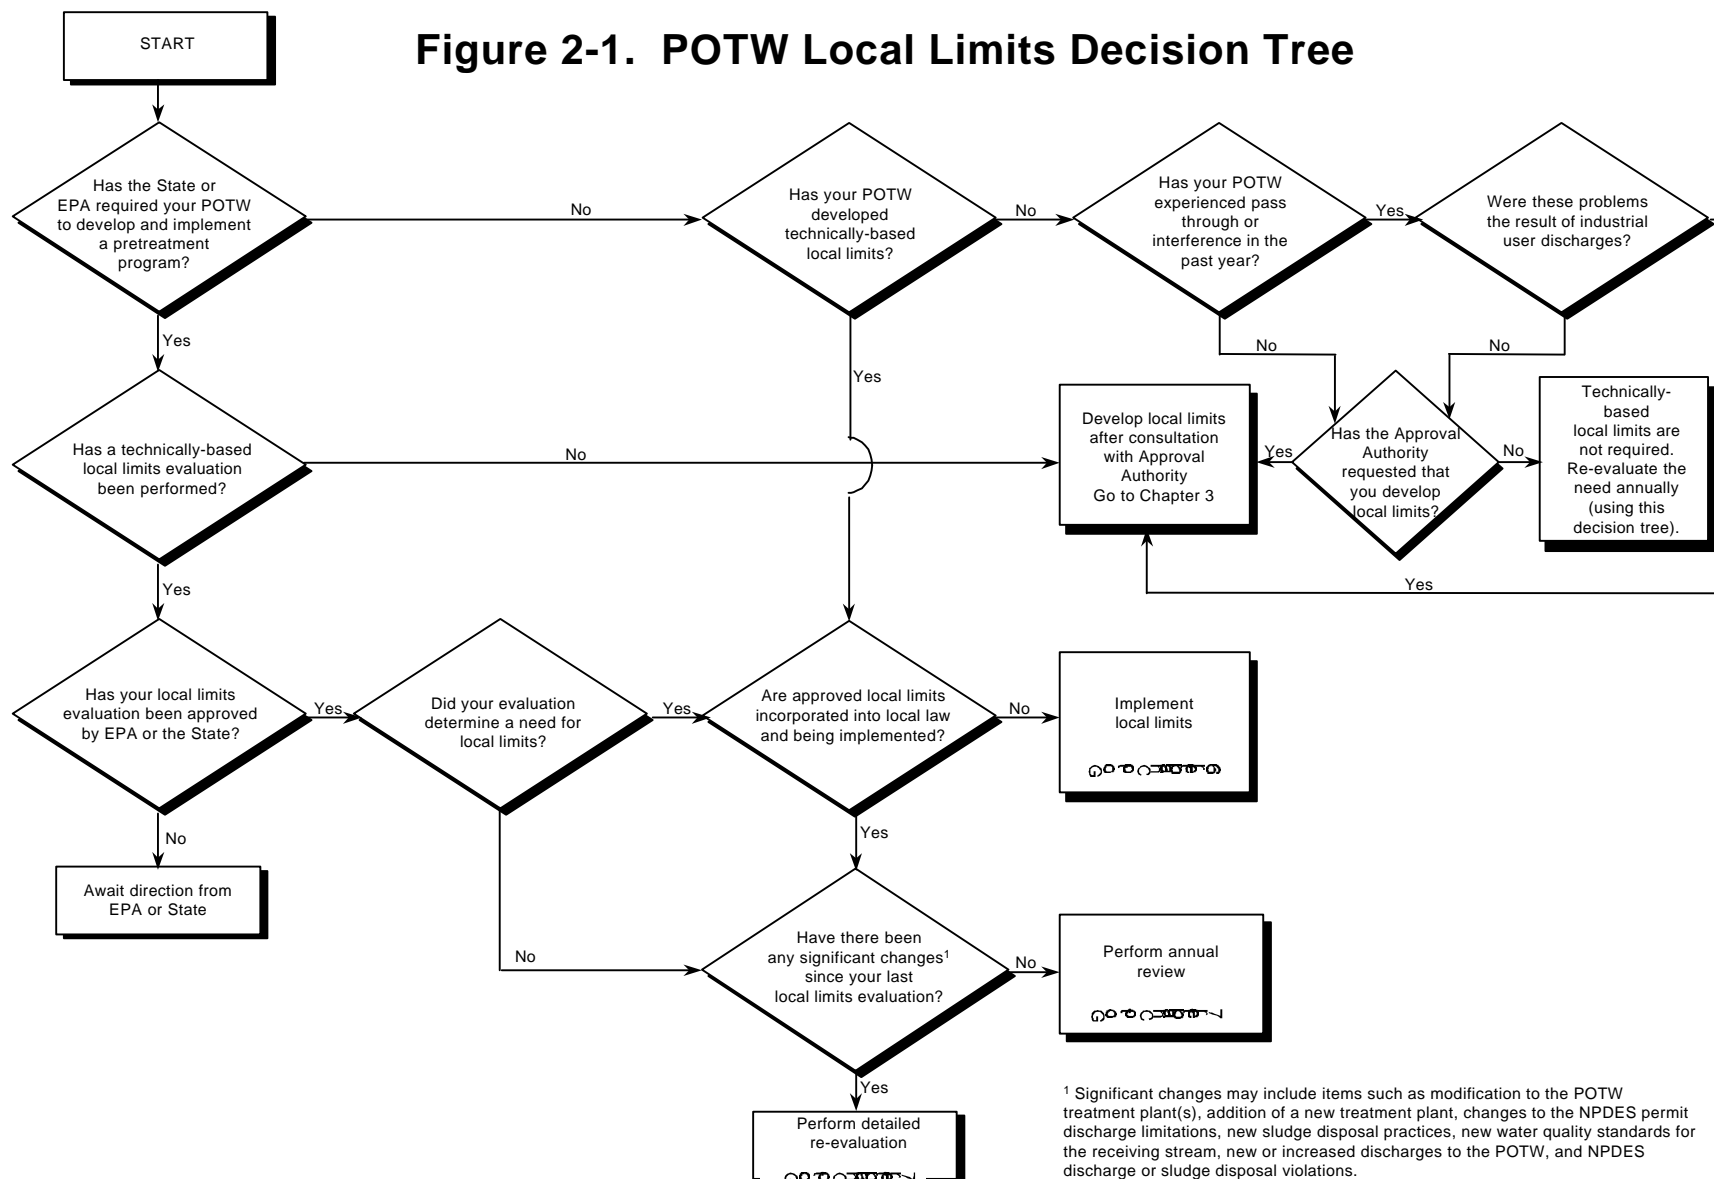 START
Figure 2-1. POTW Local Limits Decision Tree
Has the State or
EPA required your POTW
to develop and implement
a pretreatment
program?
No
Has your POTW
developed
technically-based
local limits?
No
Has your POTW
experienced pass
through or
interference in the
past year?
Yes
Were these problems
the result of industrial
user discharges?
Yes
Yes
No
No
Has a technically-based
local limits evaluation
been performed?
No
Develop local limits
after consultation
with Approval
Authority
Go to Chapter 3
Yes
Has the Approval
Authority
requested that
you develop
local limits?
No
Technically-
based
local limits are
not required.
Re-evaluate the
need annually
(using this
decision tree).
Yes
Yes
Has your local limits
evaluation been approved
by EPA or the State?
Yes
Did your evaluation
determine a need for
local limits?
Yes
Are approved local limits
incorporated into local law
and being implemented?
No
Implement
local limits
No
Yes
Await direction from
EPA or State
No
Have there been
any significant changes¹
since your last
local limits evaluation?
No
Perform annual
review
Yes
Perform detailed
re-evaluation
¹ Significant changes may include items such as modification to the POTW
treatment plant(s), addition of a new treatment plant, changes to the NPDES permit
discharge limitations, new sludge disposal practices, new water quality standards for
the receiving stream, new or increased discharges to the POTW, and NPDES
discharge or sludge disposal violations.